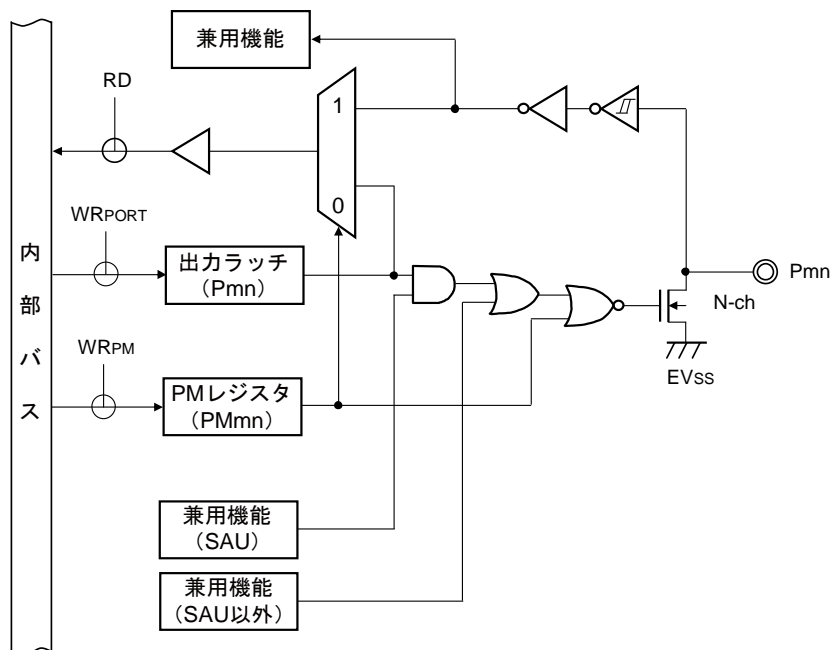 兼用機能
RD
1
0
WRPORT
出力ラッチ
（Pmn）
Pmn
N-ch
EVSS
内部バス
WRPM
PMレジスタ
（PMmn）
兼用機能
（SAU）
兼用機能
（SAU以外）